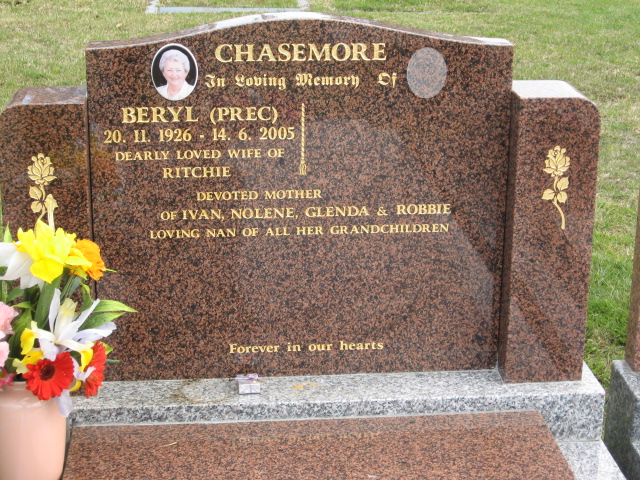 CHASEMORE
In Loving Memory Of
BERYL (PREC)
20. 11. 1926 - 14. 6. 2005
DEARLY LOVED WIFE OF
RITCHIE
DEVOTED MOTHER
OF IVAN, NOLENE, GLENDA & ROBBIE
LOVING NAN OF ALL HER GRANDCHILDREN
Forever in our hearts